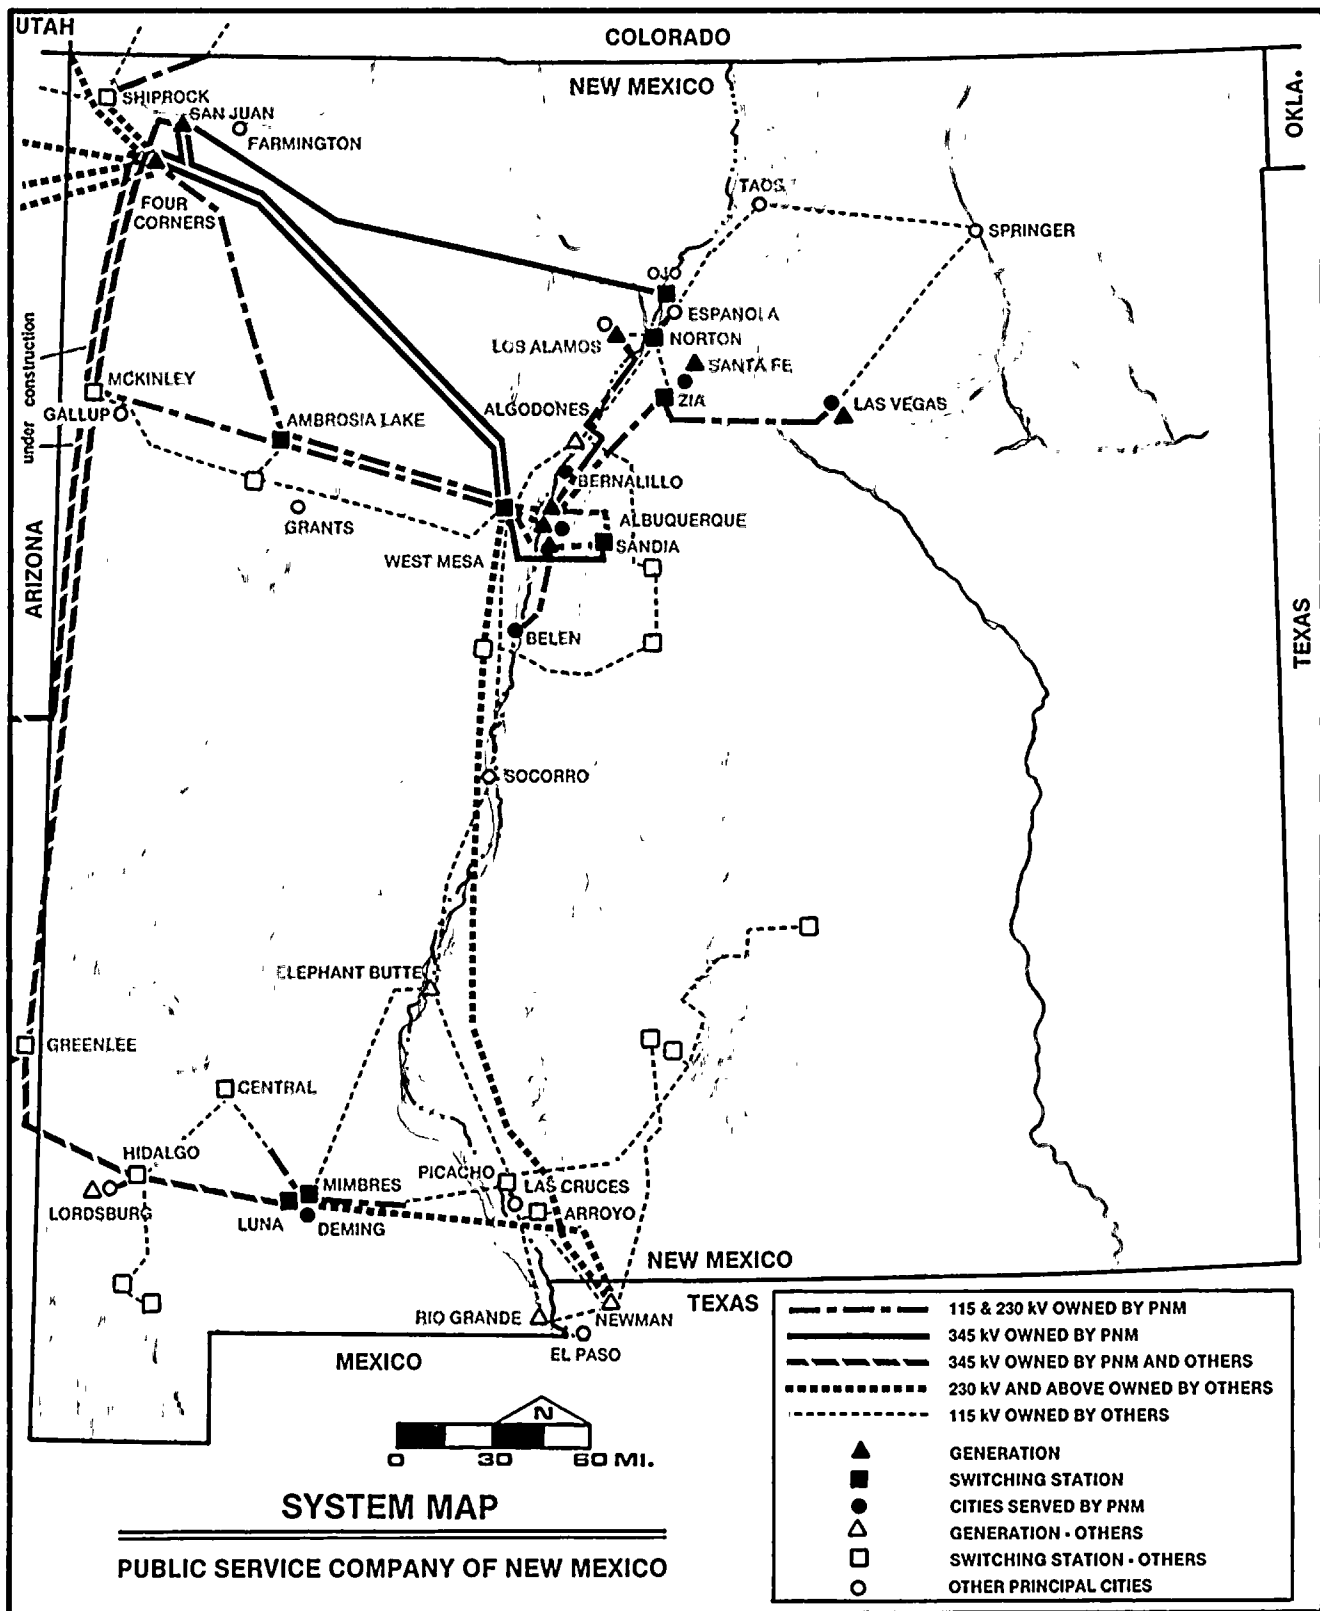 UTAH
COLORADO
NEW MEXICO
OKLA.
SHIPROCK
SAN JUAN
FARMINGTON
FOUR
CORNERS
TAOS
SPRINGER
OJO
ESPANOLA
NORTON
LOS ALAMOS
SANTA FE
under construction
MCKINLEY
GALLUP
ZIA
LAS VEGAS
ALGODONES
AMBROSIA LAKE
BERNALILLO
GRANTS
ALBUQUERQUE
SANDIA
WEST MESA
ARIZONA
TEXAS
BELEN
SOCORRO
ELEPHANT BUTTE
GREENLEE
CENTRAL
HIDALGO
PICACHO
MIMBRES
LAS CRUCES
LORDSBURG
LUNA
DEMING
ARROYO
NEW MEXICO
TEXAS
RIO GRANDE
NEWMAN
MEXICO
EL PASO
N
0 30 60 MI.
115 & 230 kV OWNED BY PNM
345 kV OWNED BY PNM
345 kV OWNED BY PNM AND OTHERS
230 kV AND ABOVE OWNED BY OTHERS
115 kV OWNED BY OTHERS
GENERATION
SWITCHING STATION
CITIES SERVED BY PNM
GENERATION - OTHERS
SWITCHING STATION - OTHERS
OTHER PRINCIPAL CITIES
SYSTEM MAP
PUBLIC SERVICE COMPANY OF NEW MEXICO